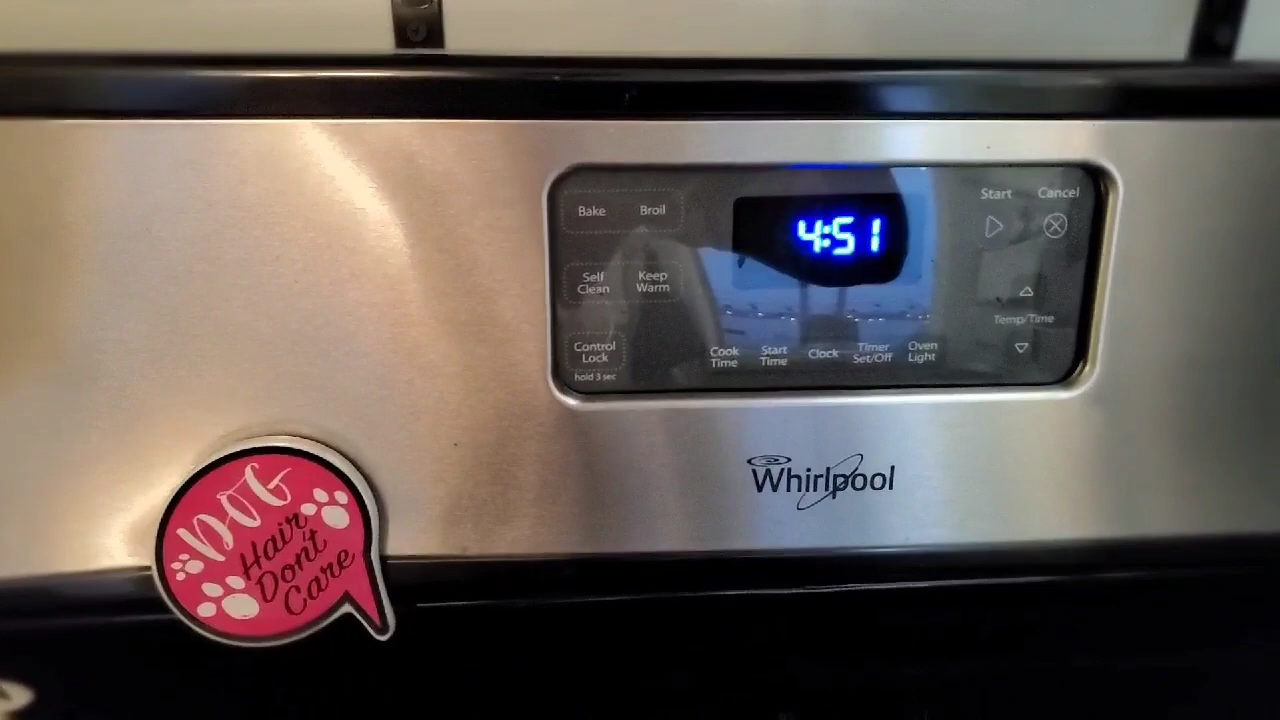 Bake Broil
4:51
Start Cancel
Self
Clean
Keep
Warm
Temp/Time
Control
Lock
hold 3 sec
Cook
Time
Start
Time
Clock
Timer
Set/Off
Oven
Light
Whirlpool
DOG
Hair
Don't
Care